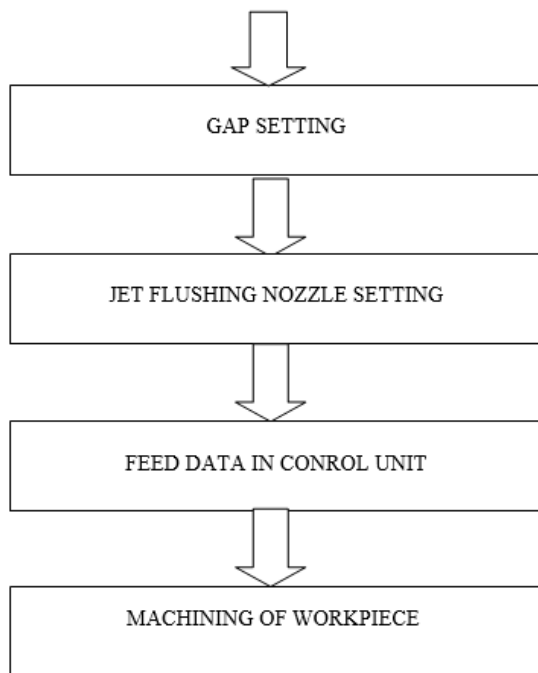 GAP SETTING
JET FLUSHING NOZZLE SETTING
FEED DATA IN CONROL UNIT
MACHINING OF WORKPIECE